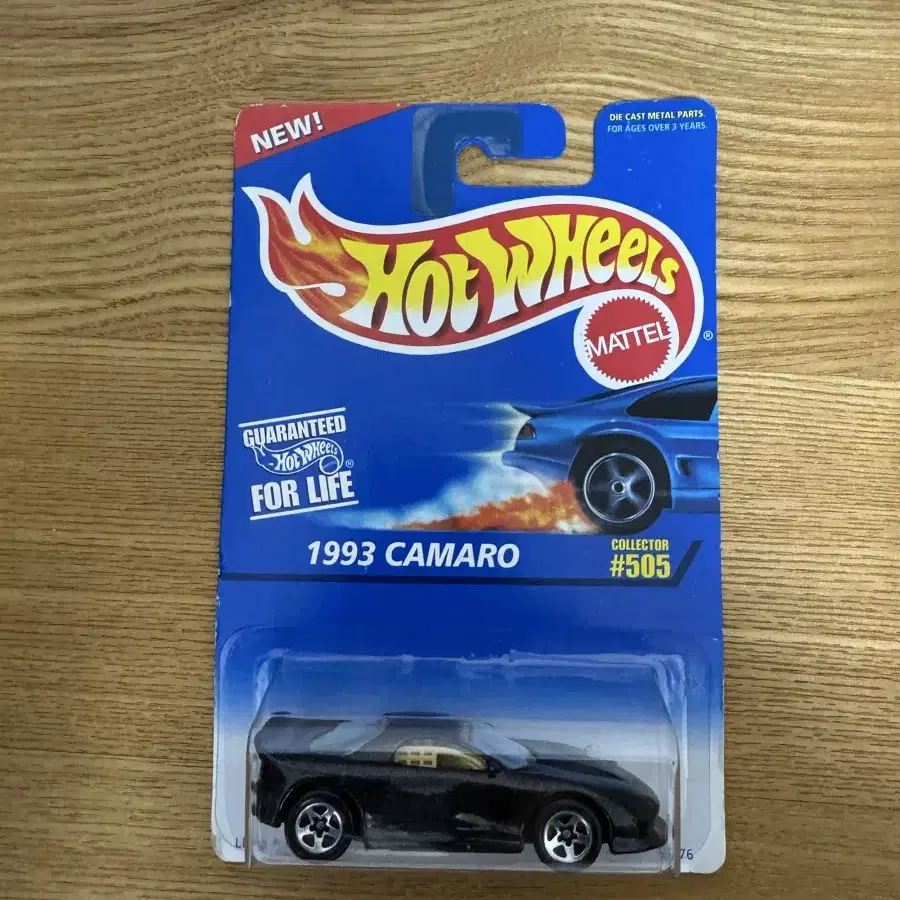 NEW!
DIE CAST METAL PARTS.
FOR AGES OVER 3 YEARS.
HOT WHEELS
MATTEL
®
GUARANTEED
HOT WHEELS
®
FOR LIFE
1993 CAMARO
COLLECTOR
#505
76